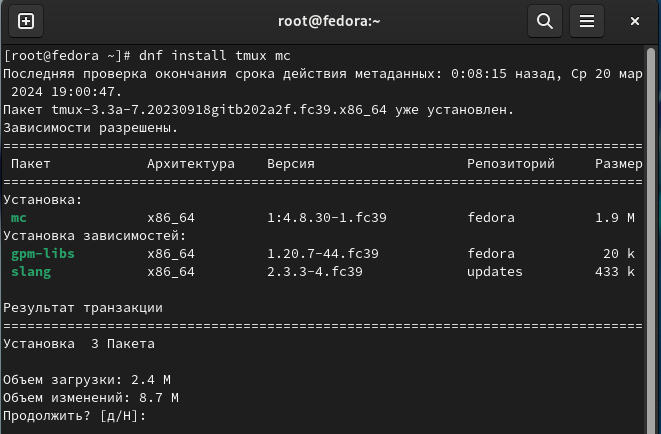 root@fedora:~
[root@fedora ~]# dnf install tmux mc
Последняя проверка окончания срока действия метаданных: 0:08:15 назад, Ср 20 мар
 2024 19:00:47.
Пакет tmux-3.3a-7.20230918gitb202a2f.fc39.x86_64 уже установлен.
Зависимости разрешены.
================================================================================
 Пакет            Архитектура    Версия                   Репозиторий     Размер
================================================================================
Установка:
 mc               x86_64         1:4.8.30-1.fc39          fedora          1.9 M
Установка зависимостей:
 gpm-libs         x86_64         1.20.7-44.fc39           fedora           20 k
 slang            x86_64         2.3.3-4.fc39             updates         433 k

Результат транзакции
================================================================================
Установка  3 Пакета

Объем загрузки: 2.4 M
Объем изменений: 8.7 M
Продолжить? [д/Н]: